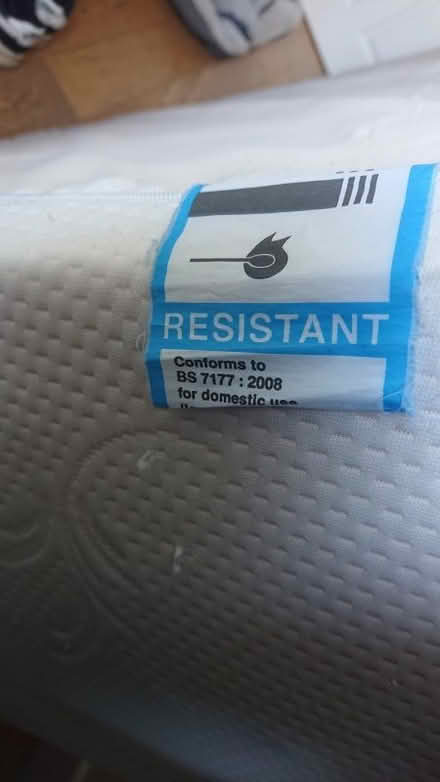 RESISTANT
Conforms to
BS 7177 : 2008
for domestic use